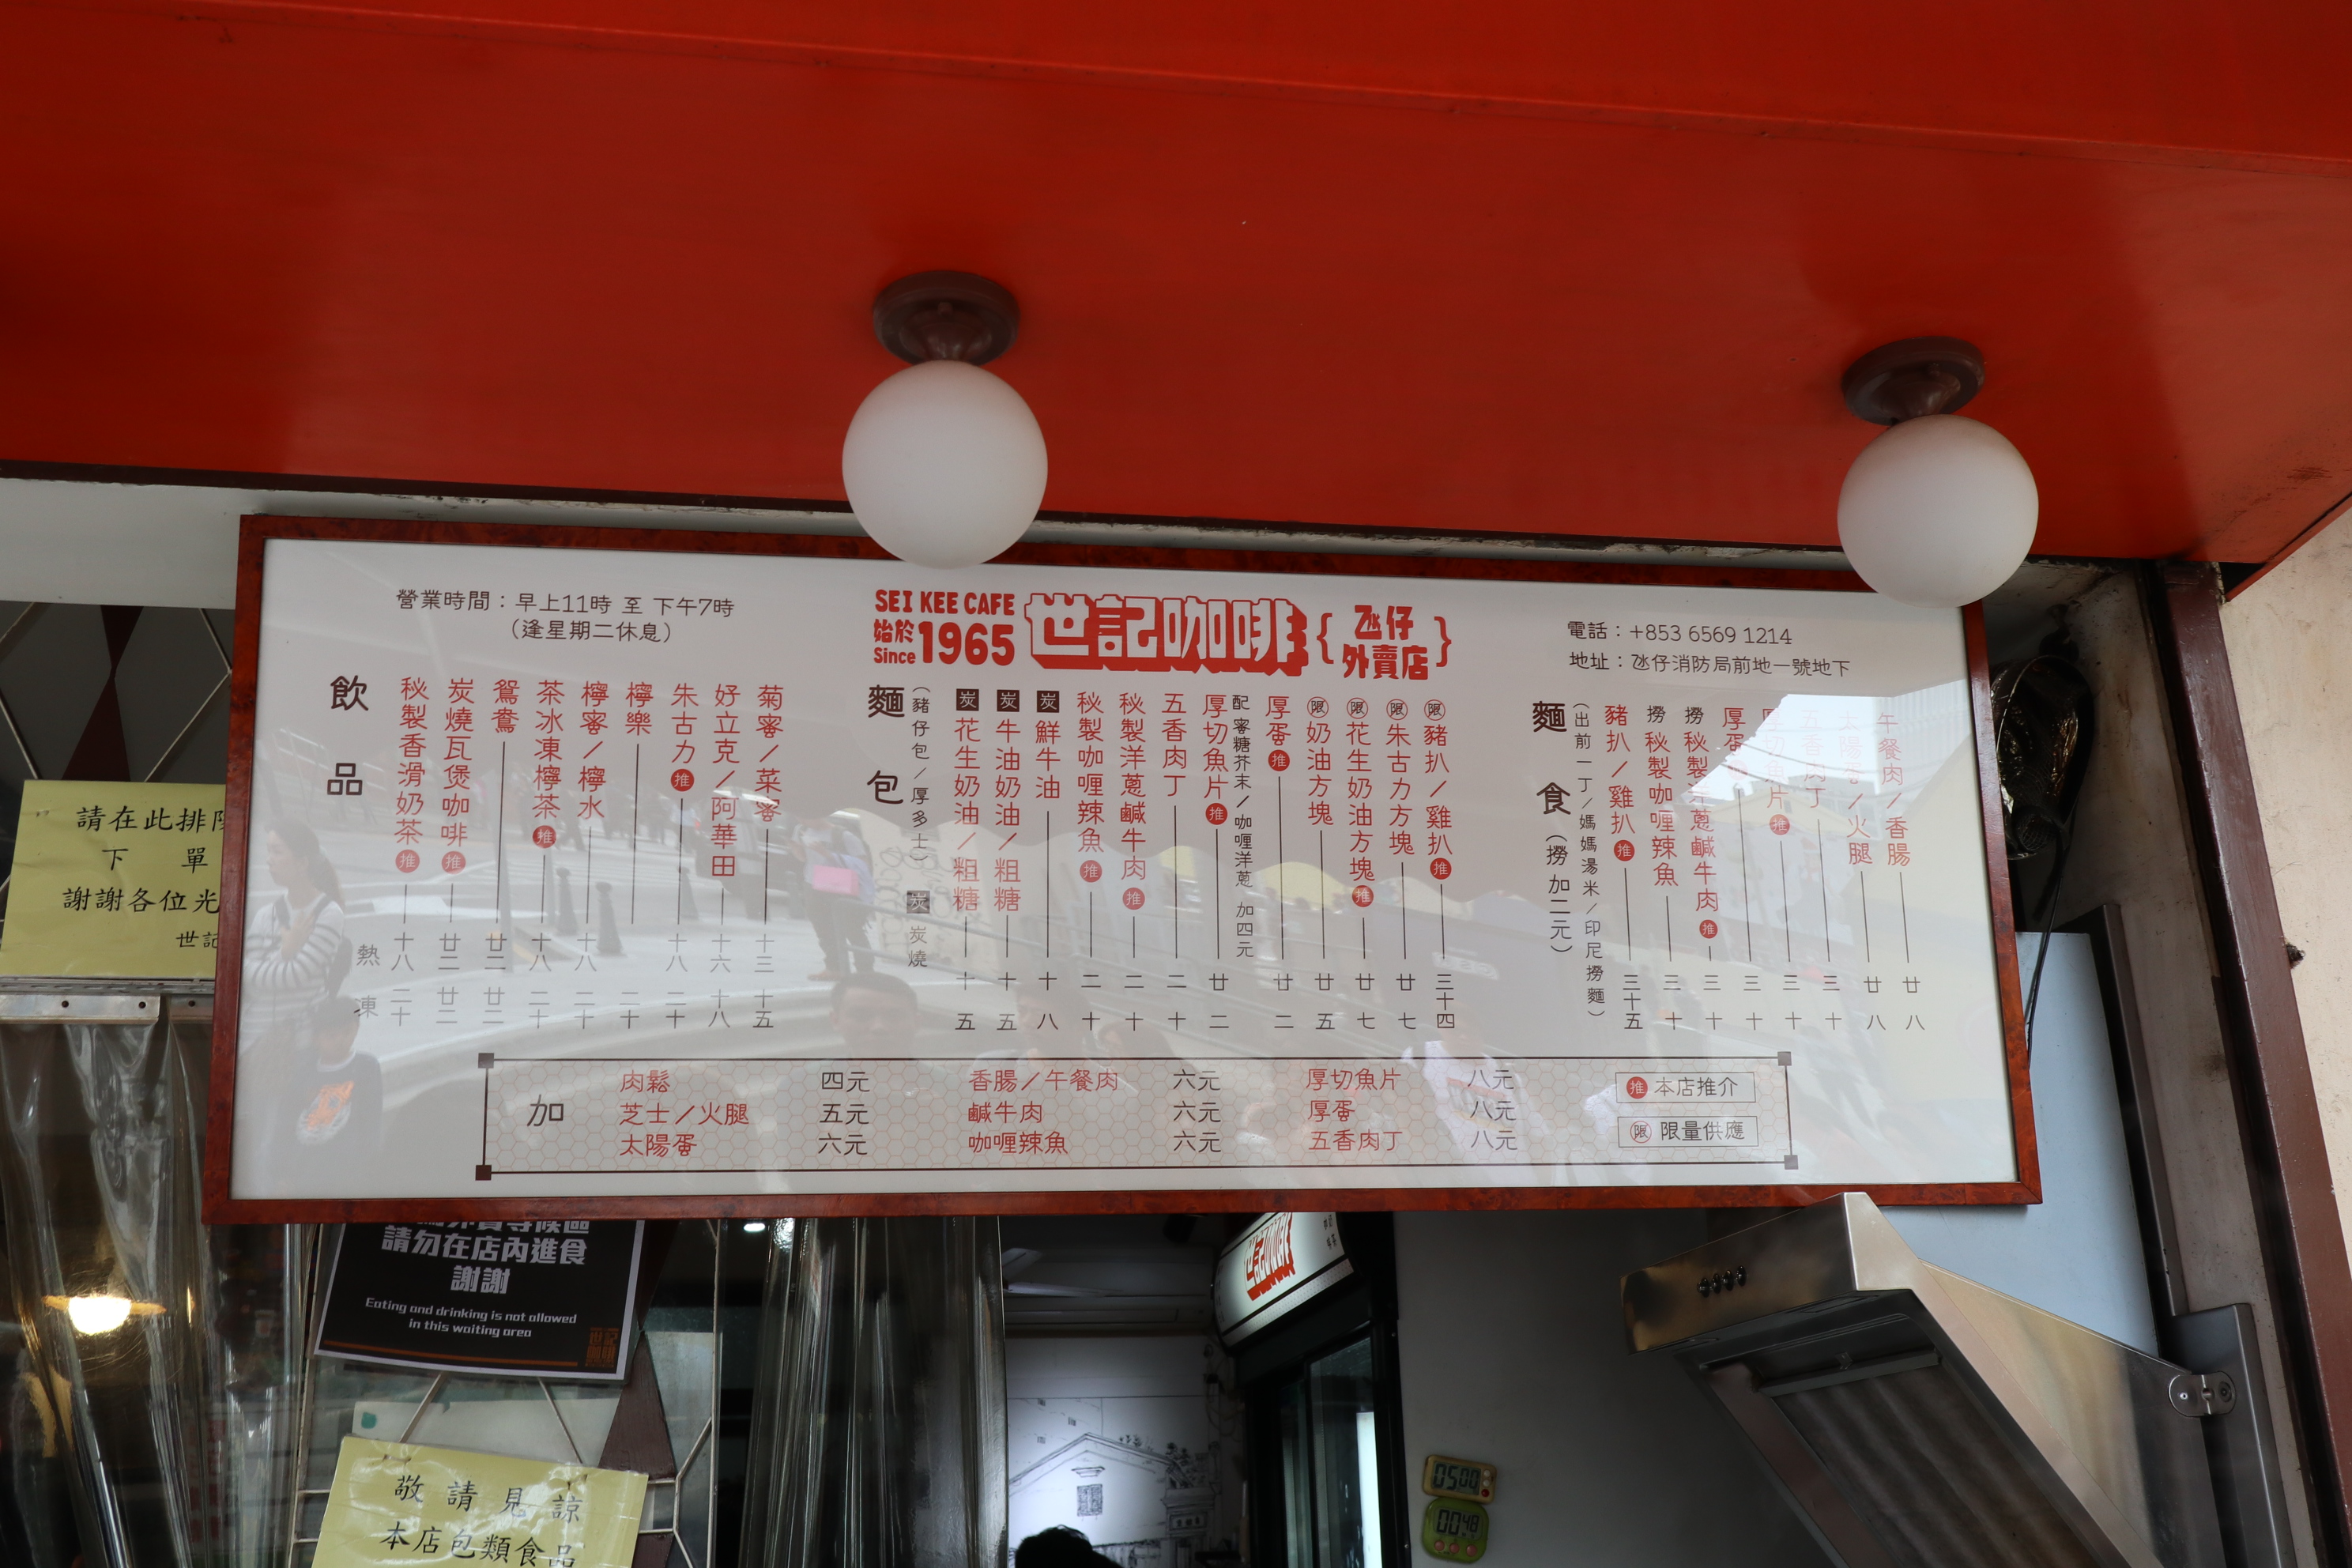 營業時間：早上11時 至 下午7時
（逢星期二休息）
SEI KEE CAFE
始於
Since 1965
世記咖啡
{氹仔
外賣店}
電話：+853 6569 1214
地址：氹仔消防局前地一號地下
飲品
熱
凍
秘製香滑奶茶 推 十八 二十
炭燒瓦煲咖啡 推 廿二 廿二
鴛鴦 廿二 廿二
茶冰凍檸茶 推 十八 二十
檸蜜／檸水 十八 二十
檸樂 二十
朱古力 推 十八 二十
好立克／阿華田 十六 十八
菊蜜／菜蜜 十三 十五
麵包
（豬仔包／厚多士） 炭 炭燒
炭 花生奶油／粗糖 十五
炭 牛油奶油／粗糖 十五
炭 鮮牛油 十八
秘製咖喱辣魚 推 二十
秘製洋蔥鹹牛肉 推 二十
五香肉丁 二十
厚切魚片 推 廿二
配蜜糖芥末／咖喱洋蔥 加四元
厚蛋 推 廿二
限 奶油方塊 廿五
限 花生奶油方塊 推 廿七
限 朱古力方塊 廿七
限 豬扒／雞扒 推 三十四
麵食（撈加二元）
（出前一丁／媽媽湯米／印尼撈麵）
豬扒／雞扒 推 三十五
撈秘製咖喱辣魚 三十
撈秘製洋蔥鹹牛肉 推 三十
厚蛋 推 三十
厚切魚片 推 三十
五香肉丁 三十
太陽蛋／火腿 廿八
午餐肉／香腸 廿八
加
肉鬆 四元
芝士／火腿 五元
太陽蛋 六元
香腸／午餐肉 六元
鹹牛肉 六元
咖喱辣魚 六元
厚切魚片 八元
厚蛋 八元
五香肉丁 八元
推 本店推介
限 限量供應
請在此排
下 單
謝謝各位光
世記
請勿在店內進食
謝謝
Eating and drinking is not allowed
in this waiting area
世記
咖啡
敬請見諒
本店包類食品
世記咖啡
0500
0048